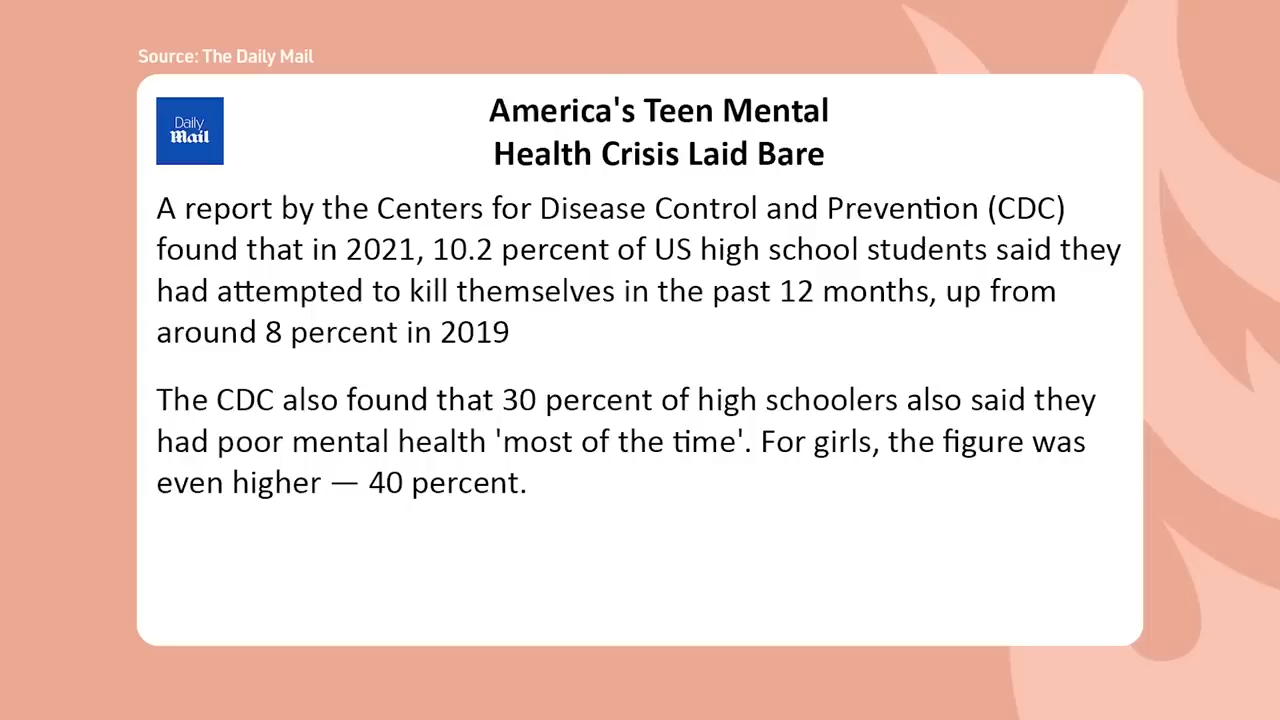 Source: The Daily Mail
Daily
Mail
America's Teen Mental
Health Crisis Laid Bare
A report by the Centers for Disease Control and Prevention (CDC)
found that in 2021, 10.2 percent of US high school students said they
had attempted to kill themselves in the past 12 months, up from
around 8 percent in 2019
The CDC also found that 30 percent of high schoolers also said they
had poor mental health 'most of the time'. For girls, the figure was
even higher — 40 percent.